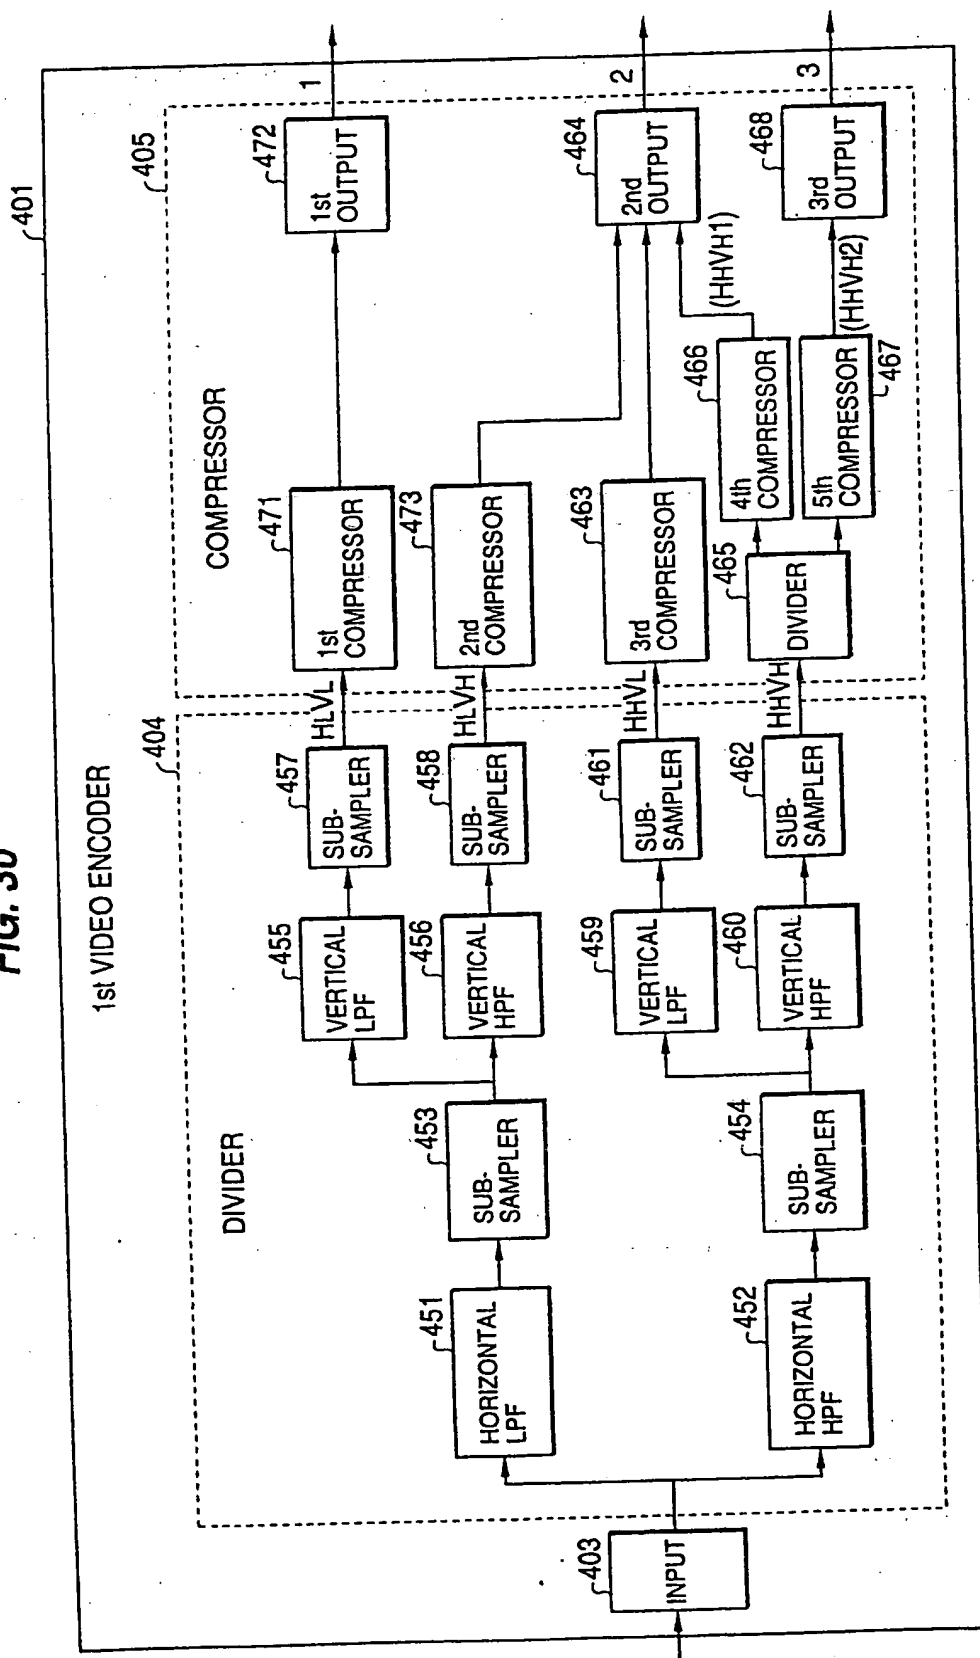 FIG. 30
401
1st VIDEO ENCODER
404
405
DIVIDER
COMPRESSOR
403
INPUT
451
HORIZONTAL
LPF
452
HORIZONTAL
HPF
453
SUB-
SAMPLER
454
SUB-
SAMPLER
455
VERTICAL
LPF
456
VERTICAL
HPF
459
VERTICAL
LPF
460
VERTICAL
HPF
457
SUB-
SAMPLER
458
SUB-
SAMPLER
461
SUB-
SAMPLER
462
SUB-
SAMPLER
HLVL
HLVH
HHVL
HHVH
471
1st
COMPRESSOR
473
2nd
COMPRESSOR
463
3rd
COMPRESSOR
465
DIVIDER
466
4th
COMPRESSOR
467
5th
COMPRESSOR
(HHVH1)
(HHVH2)
472
1st
OUTPUT
464
2nd
OUTPUT
468
3rd
OUTPUT
1
2
3